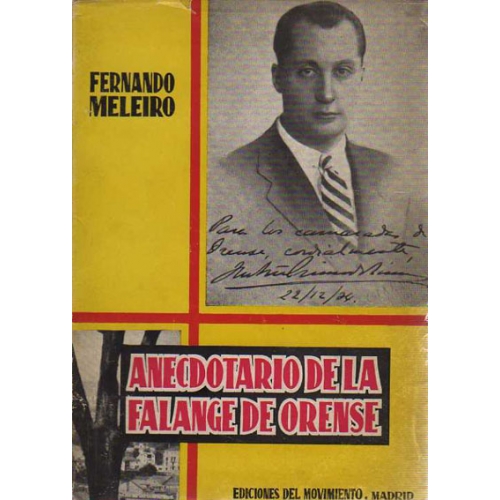 FERNANDO
MELEIRO
Para los camaradas de
Orense, cordialmente,
22/12/34
ANECDOTARIO DE LA
FALANGE DE ORENSE
EDICIONES DEL MOVIMIENTO. MADRID